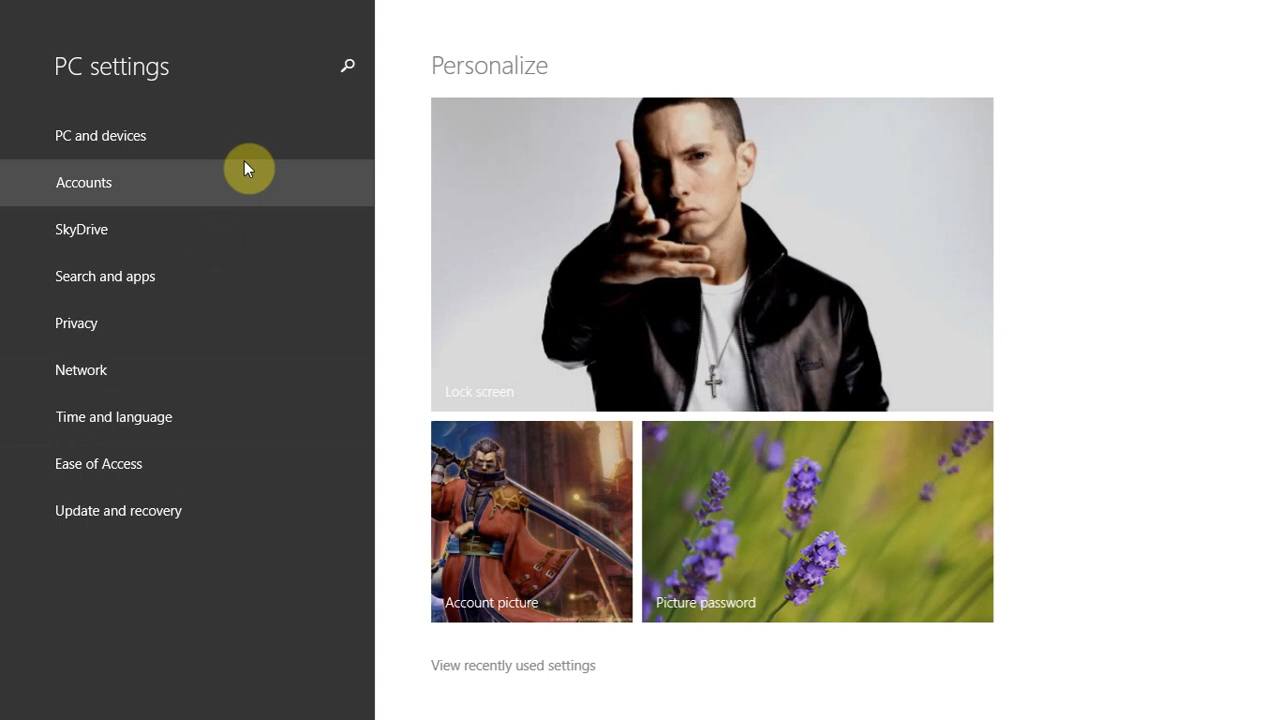 PC settings
PC and devices
Accounts
SkyDrive
Search and apps
Privacy
Network
Time and language
Ease of Access
Update and recovery
Personalize
Lock screen
Account picture
Picture password
View recently used settings